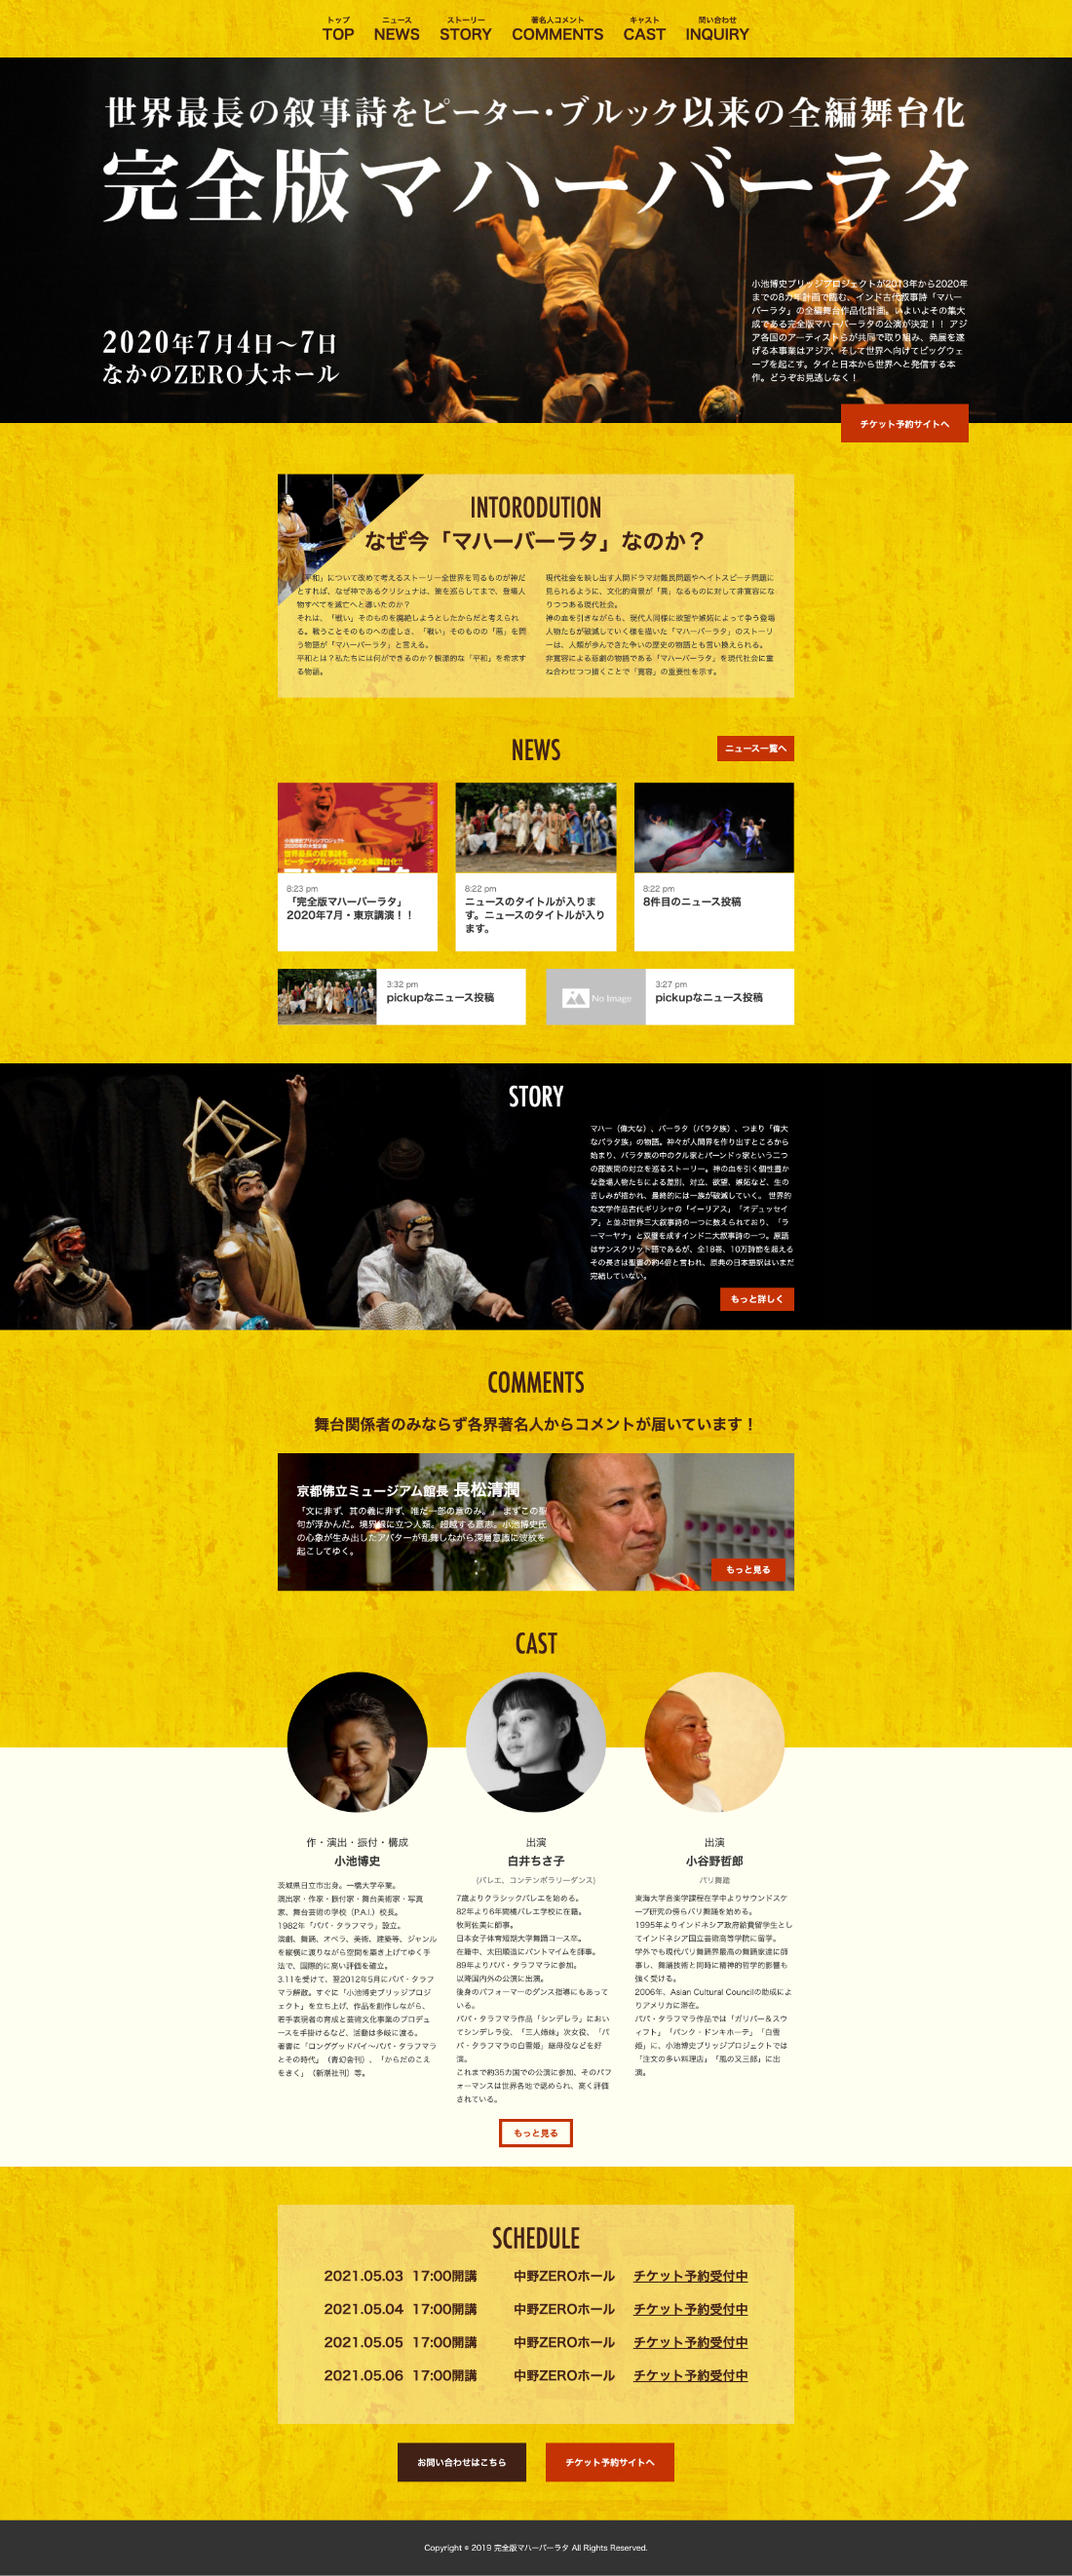 トップ
TOP
ニュース
NEWS
ストーリー
STORY
著名人コメント
COMMENTS
キャスト
CAST
問い合わせ
INQUIRY
世界最長の叙事詩をピーター・ブルック以来の全編舞台化
完全版マハーバーラタ
小池博史ブリッジプロジェクトが2013年から2020年
までの8カ年計画で臨む、インド古代叙事詩「マハー
バーラタ」の全編舞台作品化計画。いよいよその集大
成である完全版マハーバーラタの公演が決定！！ アジ
ア各国のアーティストらが共同で取り組み、発展を遂
げる本事業はアジア、そして世界へ向けてビッグウェ
ーブを起こす。タイと日本から世界へと発信する本
作。どうぞお見逃しなく！
2020年7月4日〜7日
なかのZERO大ホール
チケット予約サイトへ
INTORODUTION
なぜ今「マハーバーラタ」なのか？
「平和」について改めて考えるストーリー全世界を司るものが神だ
とすれば、なぜ神であるクリシュナは、策を巡らしてまで、登場人
物すべてを滅亡へと導いたのか？
それは、「戦い」そのものを廃絶しようとしたからだと考えられ
る。戦うことそのものへの虚しさ、「戦い」そのものの「悪」を問
う物語が「マハーバーラタ」と言える。
平和とは？私たちには何ができるのか？根源的な「平和」を希求す
る物語。
現代社会を映し出す人間ドラマ対難民問題やヘイトスピーチ問題に
見られるように、文化的背景が「異」なるものに対して非寛容にな
りつつある現代社会。
神の血を引きながらも、現代人同様に欲望や嫉妬によって争う登場
人物たちが破滅していく様を描いた「マハーバーラタ」のストーリ
ーは、人類が歩んできた争いの歴史の物語とも言い換えられる。
非寛容による悲劇の物語である「マハーバーラタ」を現代社会に重
ね合わせつつ描くことで「寛容」の重要性を示す。
NEWS
ニュース一覧へ
小池博史ブリッジプロジェクト
2020年の大型企画
世界最長の叙事詩を
ピーター・ブルック以来の全編舞台化!!
8:23 pm
「完全版マハーバーラタ」
2020年7月・東京講演！！
8:22 pm
ニュースのタイトルが入りま
す。ニュースのタイトルが入り
ます。
8:22 pm
8件目のニュース投稿
3:32 pm
pickupなニュース投稿
No Image
3:27 pm
pickupなニュース投稿
STORY
マハー（偉大な）、バーラタ（バラタ族）、つまり「偉大
なバラタ族」の物語。神々が人間界を作り出すところから
始まり、バラタ族の中のクル家とパーンドゥ家という二つ
の部族間の対立を巡るストーリー。神の血を引く個性豊か
な登場人物たちによる差別、対立、欲望、嫉妬など、生の
苦しみが描かれ、最終的には一族が破滅していく。 世界的
な文学作品古代ギリシャの「イーリアス」「オデュッセイ
ア」と並ぶ世界三大叙事詩の一つに数えられており、「ラ
ーマーヤナ」と双璧を成すインド二大叙事詩の一つ。原語
はサンスクリット語であるが、全18巻、10万詩節を超える
その長さは聖書の約4倍と言われ、原典の日本語訳はいまだ
完結していない。
もっと詳しく
COMMENTS
舞台関係者のみならず各界著名人からコメントが届いています！
京都佛立ミュージアム館長 長松清潤
「文に非ず、其の義に非ず、唯だ一部の意のみ。」 まずこの聖
句が浮かんだ。境界線に立つ人類。超越する意志。小池博史氏
の心象が生み出したアバターが乱舞しながら深層意識に波紋を
起こしてゆく。
もっと見る
CAST
作・演出・振付・構成
小池博史
茨城県日立市出身。一橋大学卒業。
演出家・作家・振付家・舞台美術家・写真
家、舞台芸術の学校（P.A.I.）校長。
1982年「パパ・タラフマラ」設立。
演劇、舞踊、オペラ、美術、建築等、ジャンル
を縦横に渡りながら空間を築き上げてゆく手
法で、国際的に高い評価を確立。
3.11を受けて、翌2012年5月にパパ・タラフ
マラ解散。すぐに「小池博史ブリッジプロジ
ェクト」を立ち上げ、作品を創作しながら、
若手表現者の育成と芸術文化事業のプロデュ
ースを手掛けるなど、活動は多岐に渡る。
著書に「ロンググッドバイ〜パパ・タラフマラ
とその時代」（青幻舎刊）、「からだのこえ
をきく」（新潮社刊）等。
出演
白井ちさ子
(バレエ、コンテンポラリーダンス)
7歳よりクラシックバレエを始める。
82年より6年間橘バレエ学校に在籍。
牧阿佐美に師事。
日本女子体育短期大学舞踊コース卒。
在籍中、太田順造にパントマイムを師事。
89年よりパパ・タラフマラに参加。
以降国内外の公演に出演。
後身のパフォーマーのダンス指導にもあって
いる。
パパ・タラフマラ作品「シンデレラ」におい
てシンデレラ役、「三人姉妹」次女役、「パ
パ・タラフマラの白雪姫」継母役などを好
演。
これまで約35カ国での公演に参加、そのパフ
ォーマンスは世界各地で認められ、高く評価
されている。
出演
小谷野哲郎
バリ舞踊
東海大学音楽学課程在学中よりサウンドスケ
ープ研究の傍らバリ舞踊を始める。
1995年よりインドネシア政府給費留学生とし
てインドネシア国立芸術高等学院に留学。
学外でも現代バリ舞踊界最高の舞踊家達に師
事し、舞踊技術と同時に精神的哲学的影響も
強く受ける。
2006年、Asian Cultural Councilの助成によ
りアメリカに滞在。
パパ・タラフマラ作品では「ガリバー&スウ
ィフト」「パンク・ドンキホーテ」「白雪
姫」に、小池博史ブリッジプロジェクトでは
「注文の多い料理店」「風の又三郎」に出
演。
もっと見る
SCHEDULE
2021.05.03 17:00開講 中野ZEROホール チケット予約受付中
2021.05.04 17:00開講 中野ZEROホール チケット予約受付中
2021.05.05 17:00開講 中野ZEROホール チケット予約受付中
2021.05.06 17:00開講 中野ZEROホール チケット予約受付中
お問い合わせはこちら
チケット予約サイトへ
Copyright © 2019 完全版マハーバーラタ All Rights Reserved.